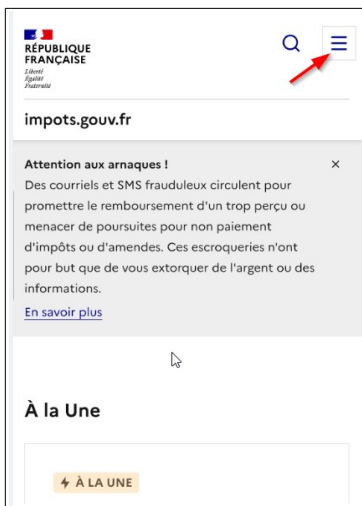 RÉPUBLIQUE
FRANÇAISE
Liberté
Égalité
Fraternité
impots.gouv.fr
Attention aux arnaques !
Des courriels et SMS frauduleux circulent pour
promettre le remboursement d'un trop perçu ou
menacer de poursuites pour non paiement
d'impôts ou d'amendes. Ces escroqueries n'ont
pour but que de vous extorquer de l'argent ou des
informations.
En savoir plus
À la Une
À LA UNE